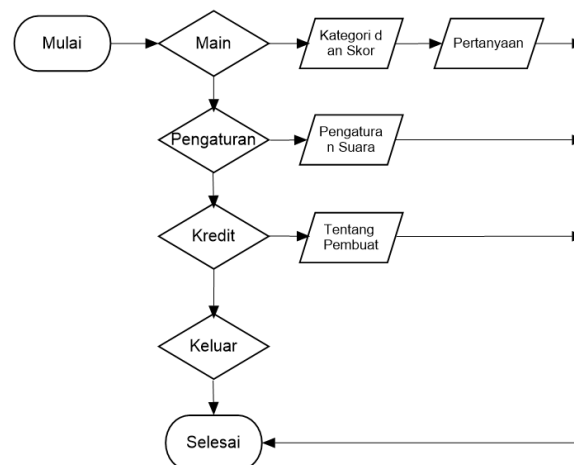 Mulai
Main
Kategori d
an Skor
Pertanyaan
Pengaturan
Pengatura
n Suara
Kredit
Tentang
Pembuat
Keluar
Selesai